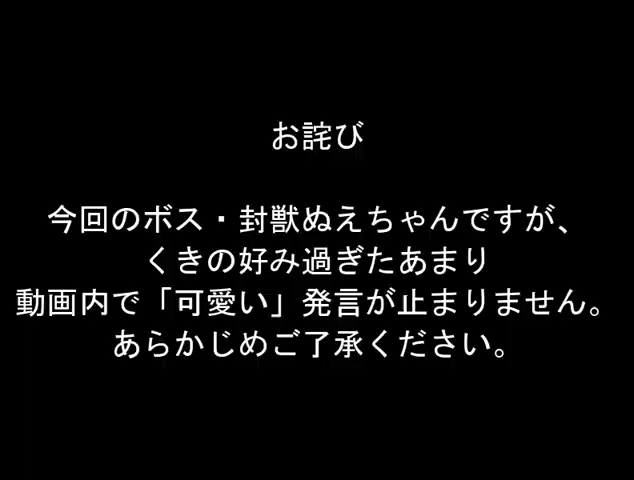 お詫び
今回のボス・封獣ぬえちゃんですが、
くきの好み過ぎたあまり
動画内で「可愛い」発言が止まりません。
あらかじめご了承ください。